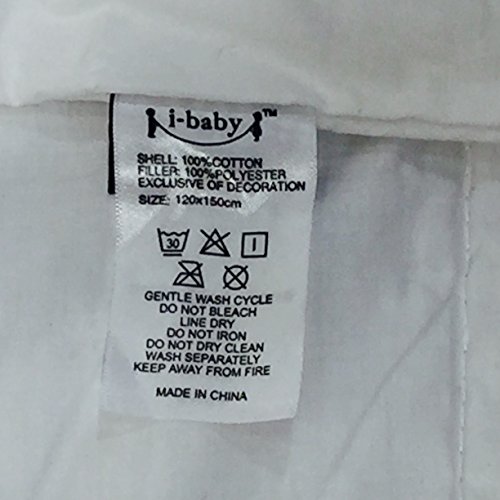 i-baby™
SHELL: 100%COTTON
FILLER: 100%POLYESTER
EXCLUSIVE OF DECORATION
SIZE: 120x150cm
30
GENTLE WASH CYCLE
DO NOT BLEACH
LINE DRY
DO NOT IRON
DO NOT DRY CLEAN
WASH SEPARATELY
KEEP AWAY FROM FIRE
MADE IN CHINA